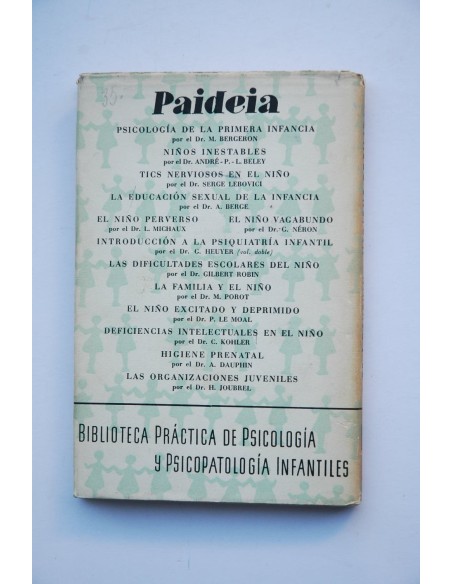 65.-
Paideia
PSICOLOGÍA DE LA PRIMERA INFANCIA
por el Dr. M. BERGERON
NIÑOS INESTABLES
por el Dr. ANDRÉ-P.-L. BELEY
TICS NERVIOSOS EN EL NIÑO
por el Dr. SERGE LEBOVICI
LA EDUCACIÓN SEXUAL DE LA INFANCIA
por el Dr. A. BERGE
EL NIÑO PERVERSO EL NIÑO VAGABUNDO
por el Dr. L. MICHAUX por el Dr. G. NÉRON
INTRODUCCIÓN A LA PSIQUIATRÍA INFANTIL
por el Dr. G. HEUYER (vol. doble)
LAS DIFICULTADES ESCOLARES DEL NIÑO
por el Dr. GILBERT ROBIN
LA FAMILIA Y EL NIÑO
por el Dr. M. POROT
EL NIÑO EXCITADO Y DEPRIMIDO
por el Dr. P. LE MOAL
DEFICIENCIAS INTELECTUALES EN EL NIÑO
por el Dr. C. KOHLER
HIGIENE PRENATAL
por el Dr. A. DAUPHIN
LAS ORGANIZACIONES JUVENILES
por el Dr. H. JOUBREL
BIBLIOTECA PRÁCTICA DE PSICOLOGÍA
Y PSICOPATOLOGÍA INFANTILES